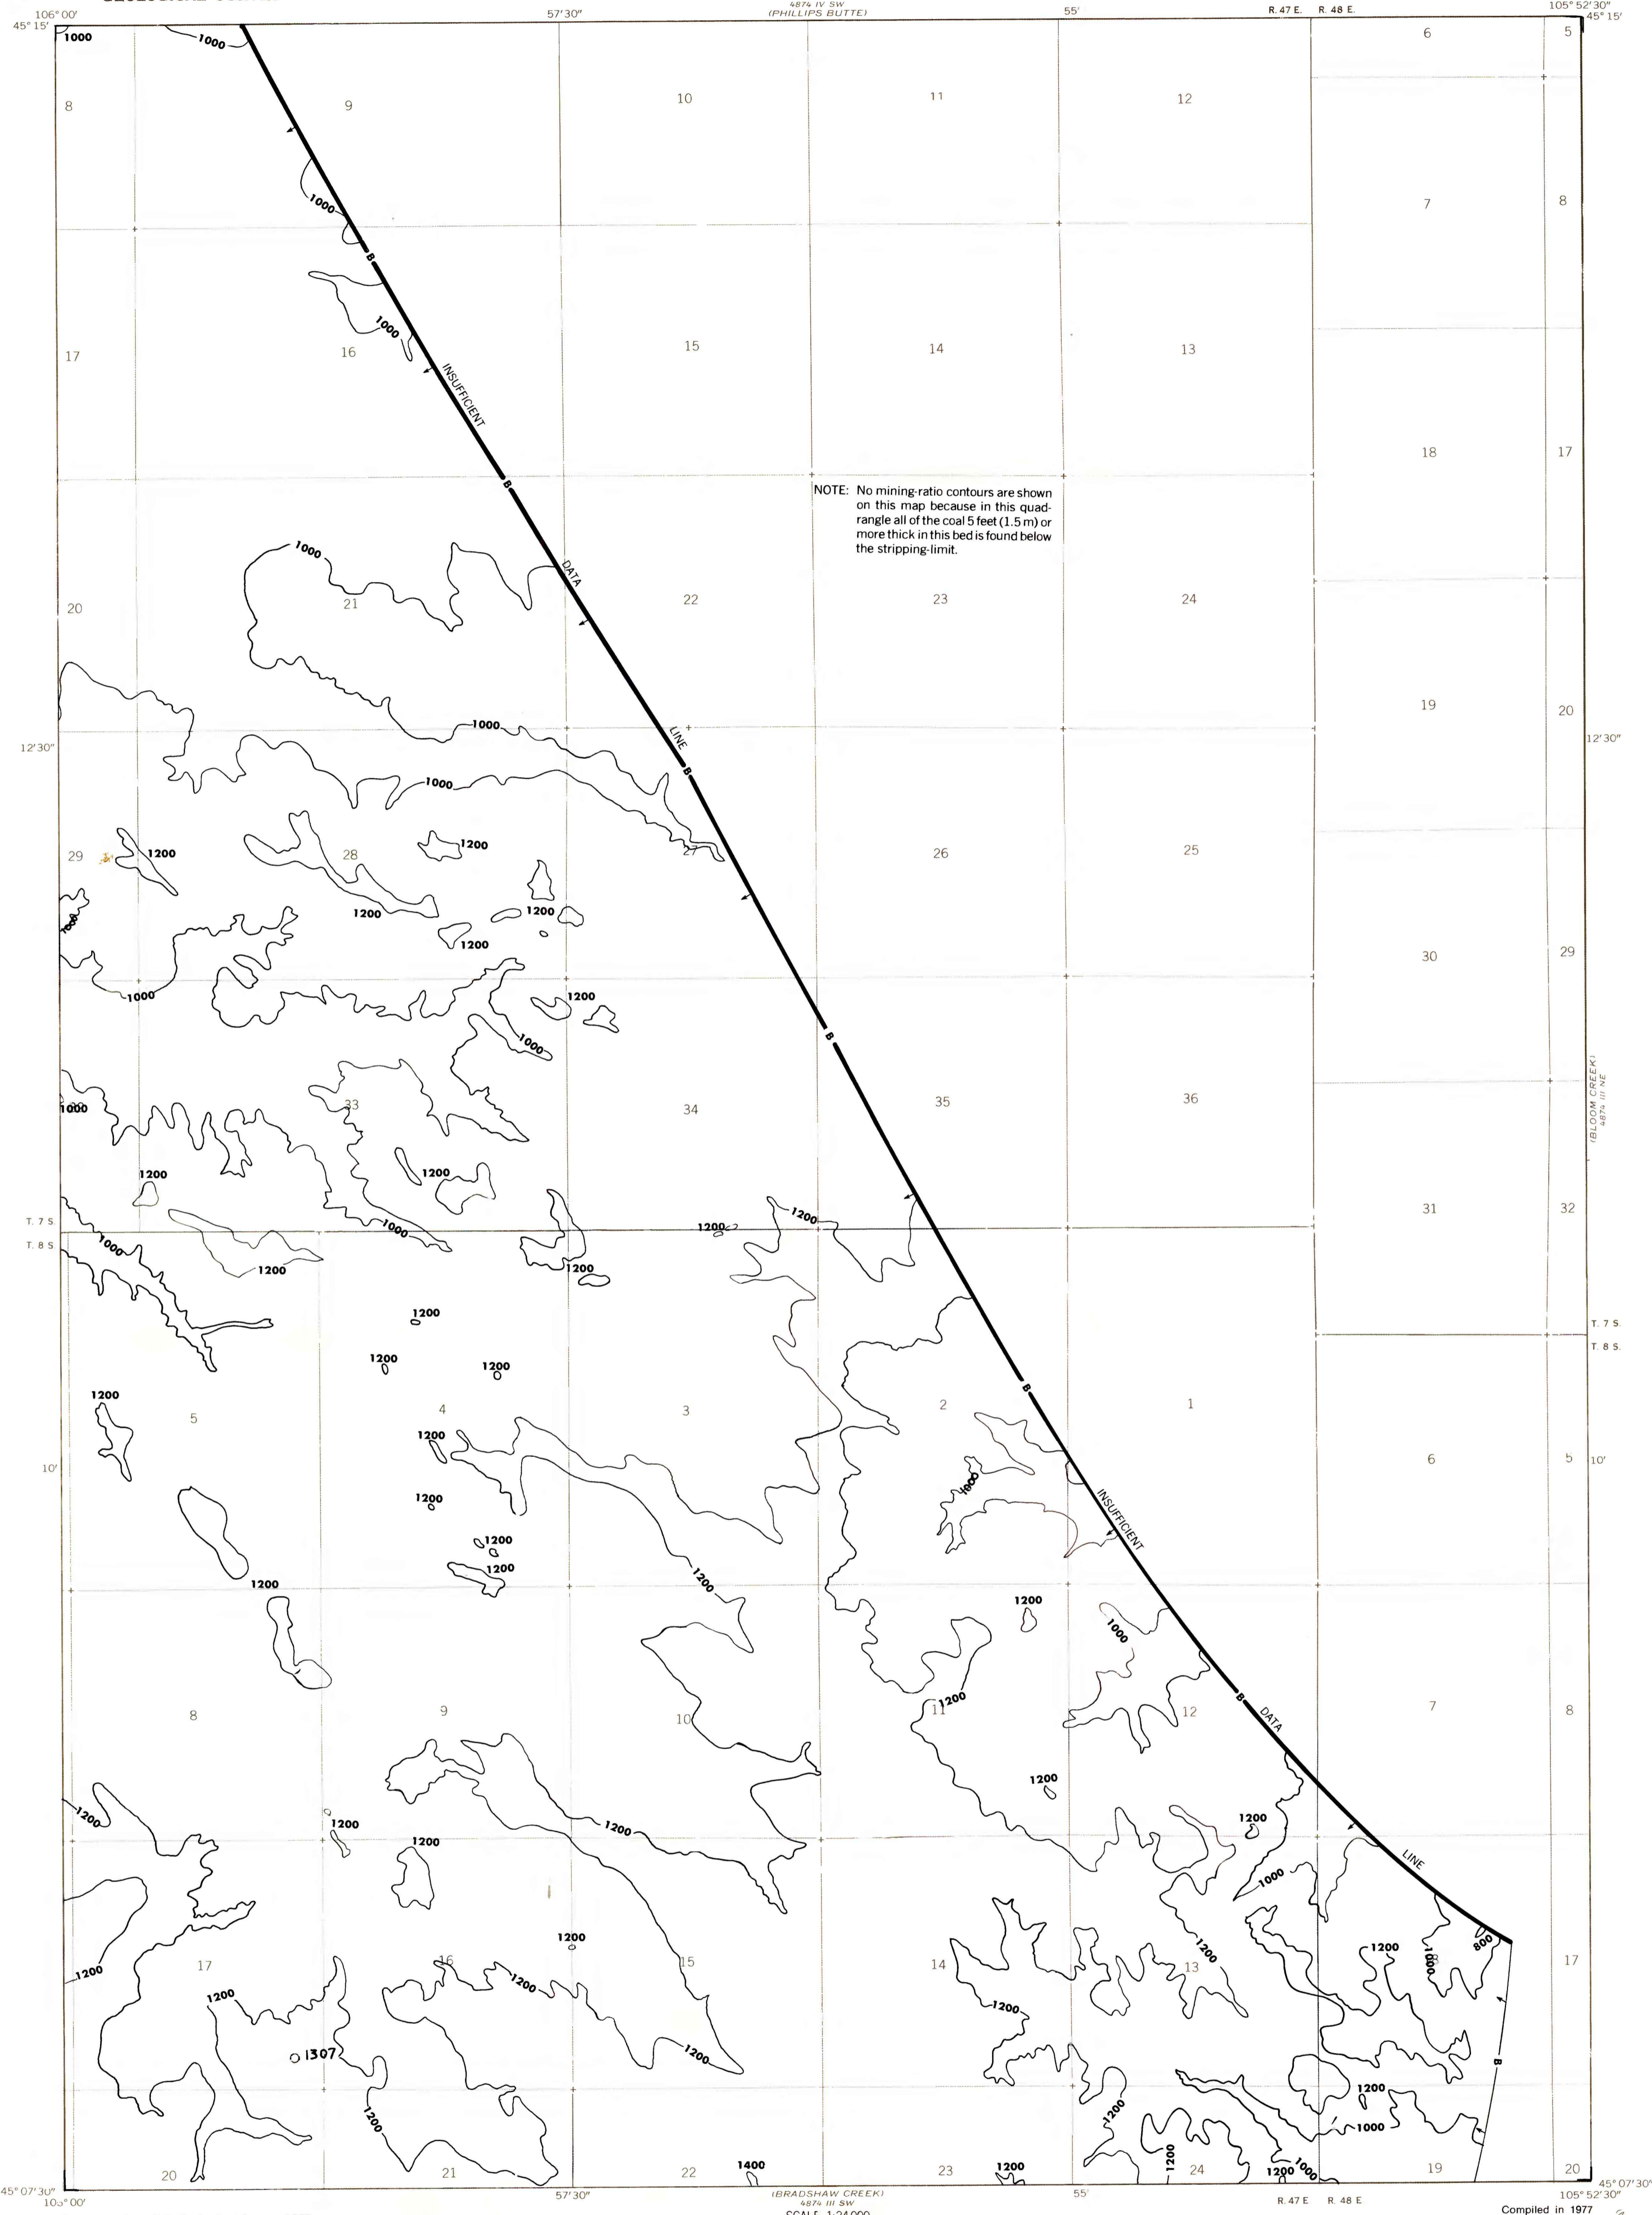 4874 IV SW
(PHILLIPS BUTTE)
106° 00' 57'30" 55' R. 47 E. R. 48 E. 105° 52'30"
45° 15' 45° 15'
1000 1000 6 5
8 9 10 11 12
1000 7 8
1000
17 16 15 14 13
INSUFFICIENT
18 17
B
NOTE: No mining-ratio contours are shown
on this map because in this quad-
rangle all of the coal 5 feet (1.5 m) or
more thick in this bed is found below
the stripping-limit.
1000
DATA
20 21 22 23 24
19 20
1000
LINE
12'30" 12'30"
B
1000
29 1200 28 1200 27 26 25
1000 1200 1200
1200
30 29
1000 1200
1000 B
(BLOOM CREEK)
4874 III NE
1000 33 34 35 36
1200 1200
1200 1200 31 32
T. 7 S.
T. 8 S.
1000 1000
1200 1200
1200
T. 7 S.
T. 8 S.
1200 1200
B
1200
5 4 3 2 1
1200
10' 6 5 10'
1000
1200 INSUFFICIENT
1200
1200
1200 1200
1200
1000
B
1200
8 9 10 11 12 7 8
DATA
1200
1200 1200 1200 1200
1200
LINE
1000
1200
1200 1200 800
17 16 15 14 13 1000 17
1200 1200
1200 1200
1307 1200
B
1200
1200 1200 1000
1200
20 21 22 1400 23 1200 24 1200 1000 19 20
45° 07'30" 45° 07'30"
57'30" (BRADSHAW CREEK) 55' R. 47 E R. 48 E 105° 52'30"
4874 III SW
SCALE 1:24 000
Compiled in 1977